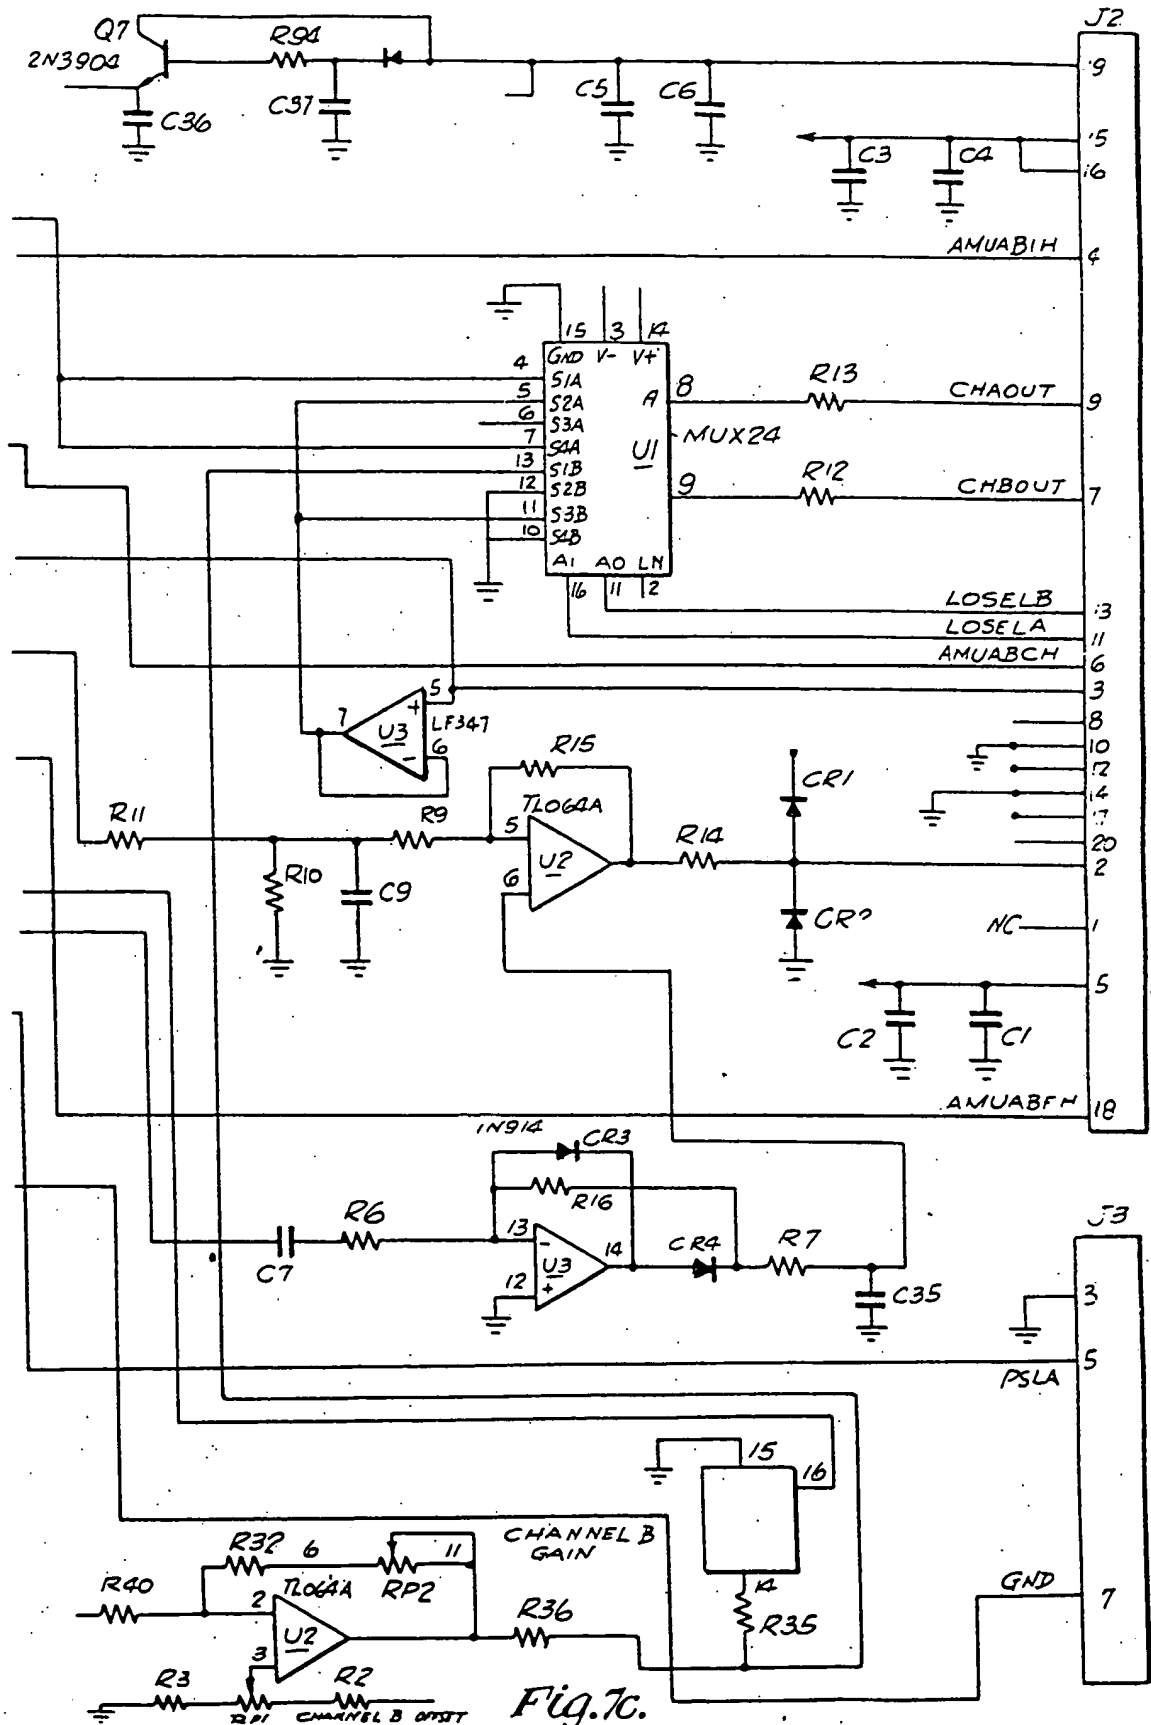 J2
Q7
R94
2N3904
19
C36
C37
C5
C6
15
C3
C4
16
AMUAB1H
4
15
3
14
GND
V-
V+
4
S1A
5
S2A
A
8
R13
CHAOUT
9
6
S3A
7
S4A
U1
MUX24
13
S1B
12
S2B
9
R12
CHBOUT
7
11
S3B
10
S4B
A1
A0
LN
16
11
2
LOSELB
13
LOSELA
11
AMUABCH
6
5
3
7
U3
+
LF347
8
6
-
R15
10
CR1
12
TL064A
14
R11
R9
5
17
U2
R14
20
2
R10
C9
6
NC
1
5
C2
C1
AMUABFH
18
1N914
CR3
R16
J3
R6
13
-
14
CR4
R7
C7
U3
12
+
C35
3
5
PSLA
15
16
CHANNEL B
GAIN
R32
6
11
R40
TL064A
RP2
14
GND
7
2
U2
R36
R35
3
R3
R2
RP1
CHANNEL B OFFSET
Fig.7c.